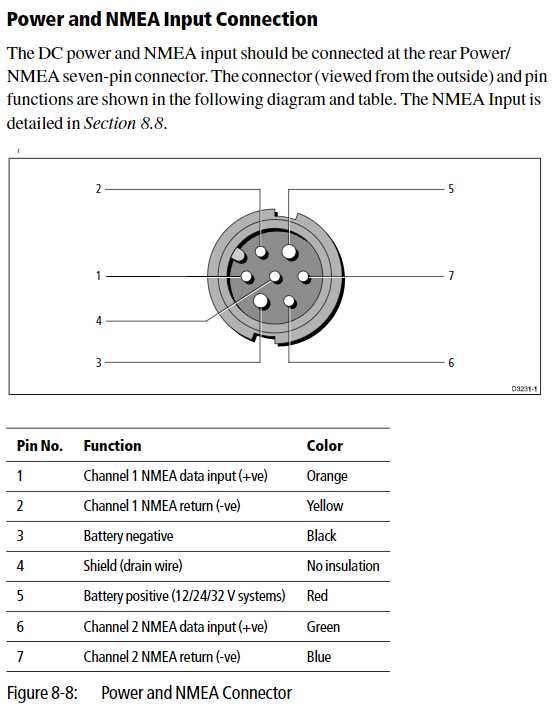 Power and NMEA Input Connection
The DC power and NMEA input should be connected at the rear Power/
NMEA seven-pin connector. The connector (viewed from the outside) and pin
functions are shown in the following diagram and table. The NMEA Input is
detailed in Section 8.8.
2
5
1
7
4
3
6
D3231-1
Pin No. Function Color
1 Channel 1 NMEA data input (+ve) Orange
2 Channel 1 NMEA return (-ve) Yellow
3 Battery negative Black
4 Shield (drain wire) No insulation
5 Battery positive (12/24/32 V systems) Red
6 Channel 2 NMEA data input (+ve) Green
7 Channel 2 NMEA return (-ve) Blue
Figure 8-8: Power and NMEA Connector